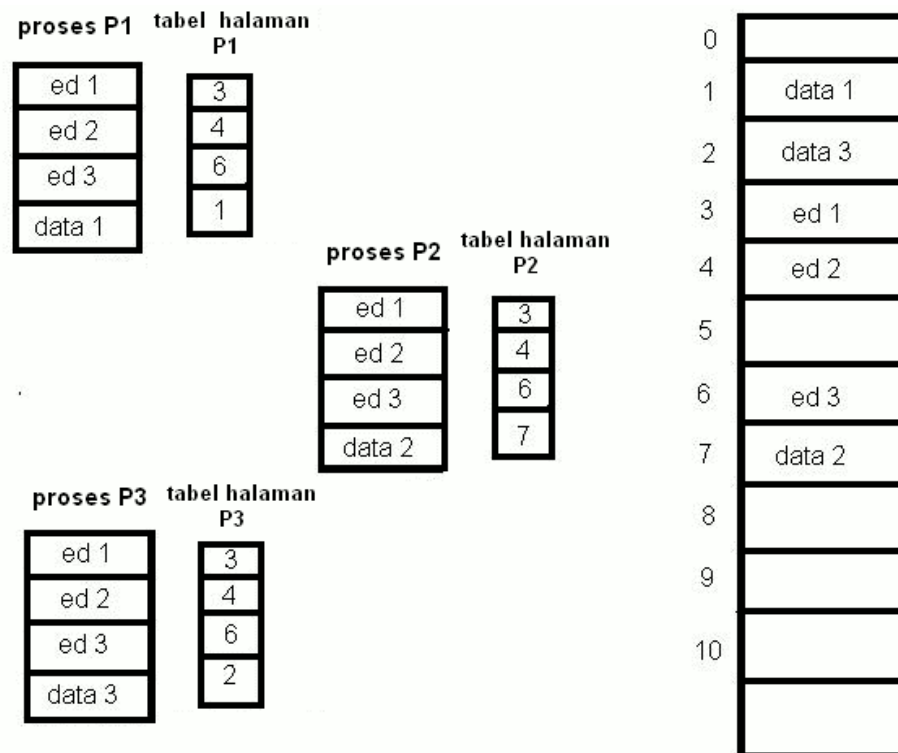 proses P1
tabel halaman
P1
ed 1
ed 2
ed 3
data 1
3
4
6
1
proses P2
tabel halaman
P2
ed 1
ed 2
ed 3
data 2
3
4
6
7
proses P3
tabel halaman
P3
ed 1
ed 2
ed 3
data 3
3
4
6
2
0
1 data 1
2 data 3
3 ed 1
4 ed 2
5
6 ed 3
7 data 2
8
9
10